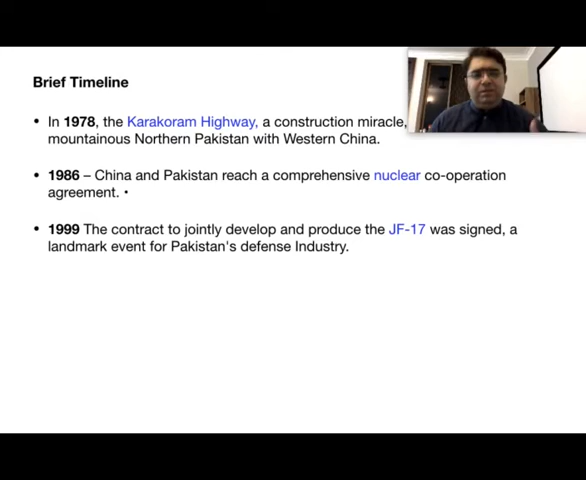 Brief Timeline
• In 1978, the Karakoram Highway, a construction miracle,
mountainous Northern Pakistan with Western China.
• 1986 – China and Pakistan reach a comprehensive nuclear co-operation
agreement. •
• 1999 The contract to jointly develop and produce the JF-17 was signed, a
landmark event for Pakistan's defense Industry.